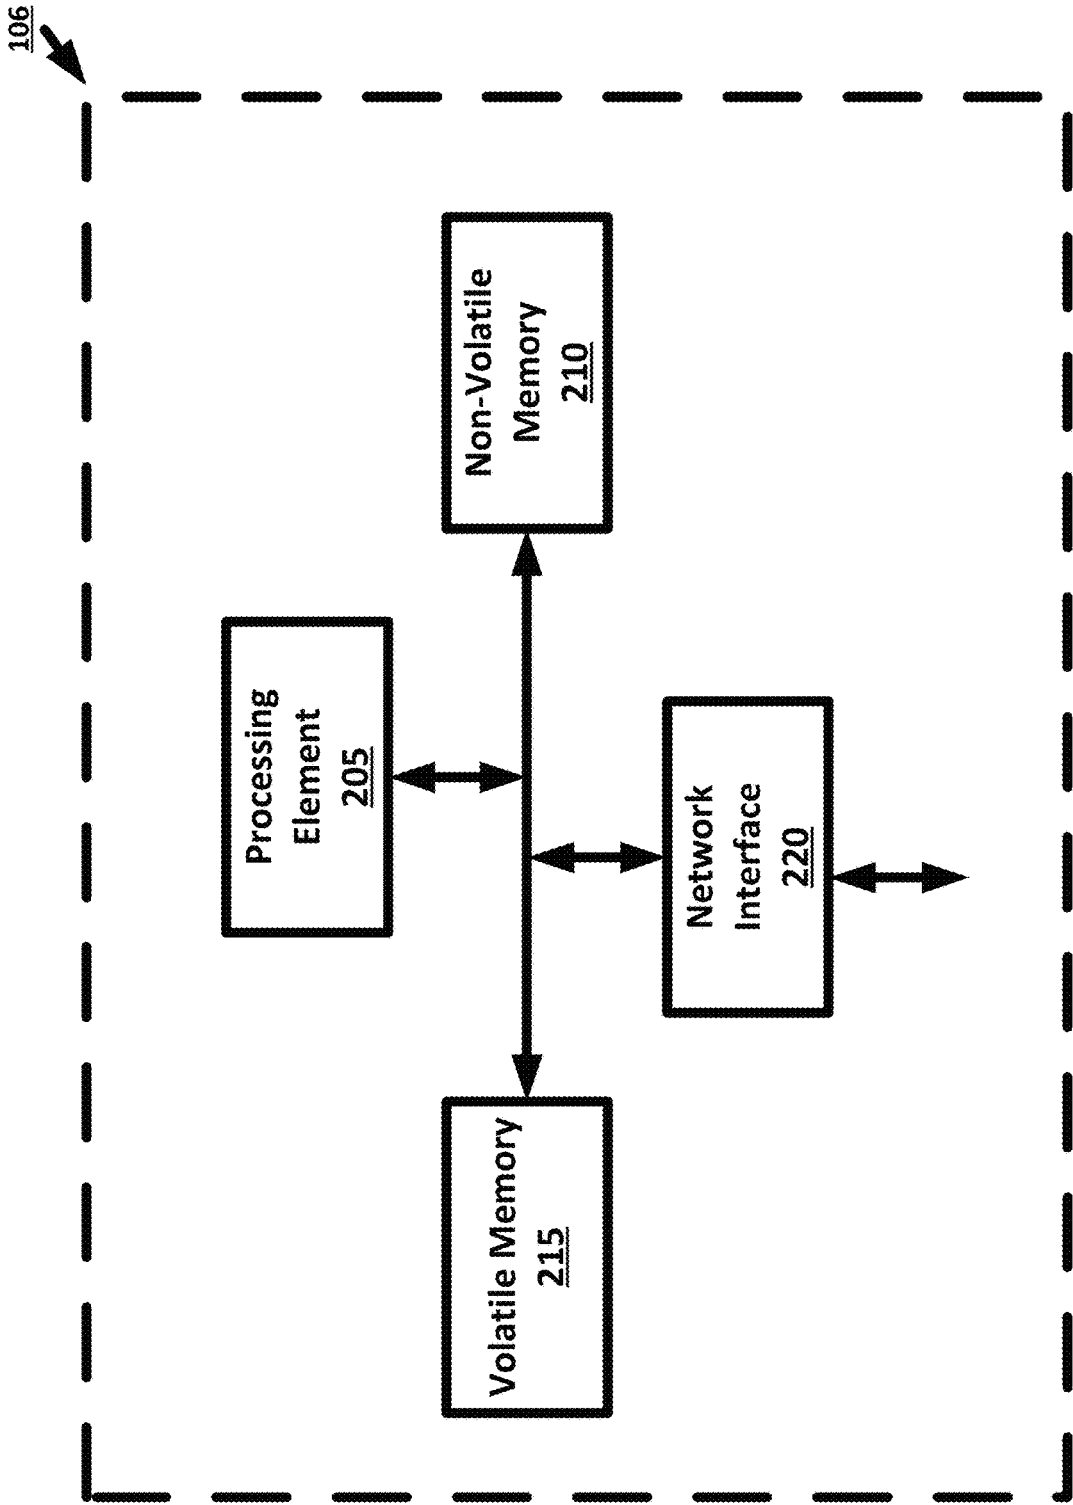 106
Processing
Element
205
Volatile Memory
215
Non-Volatile
Memory
210
Network
Interface
220